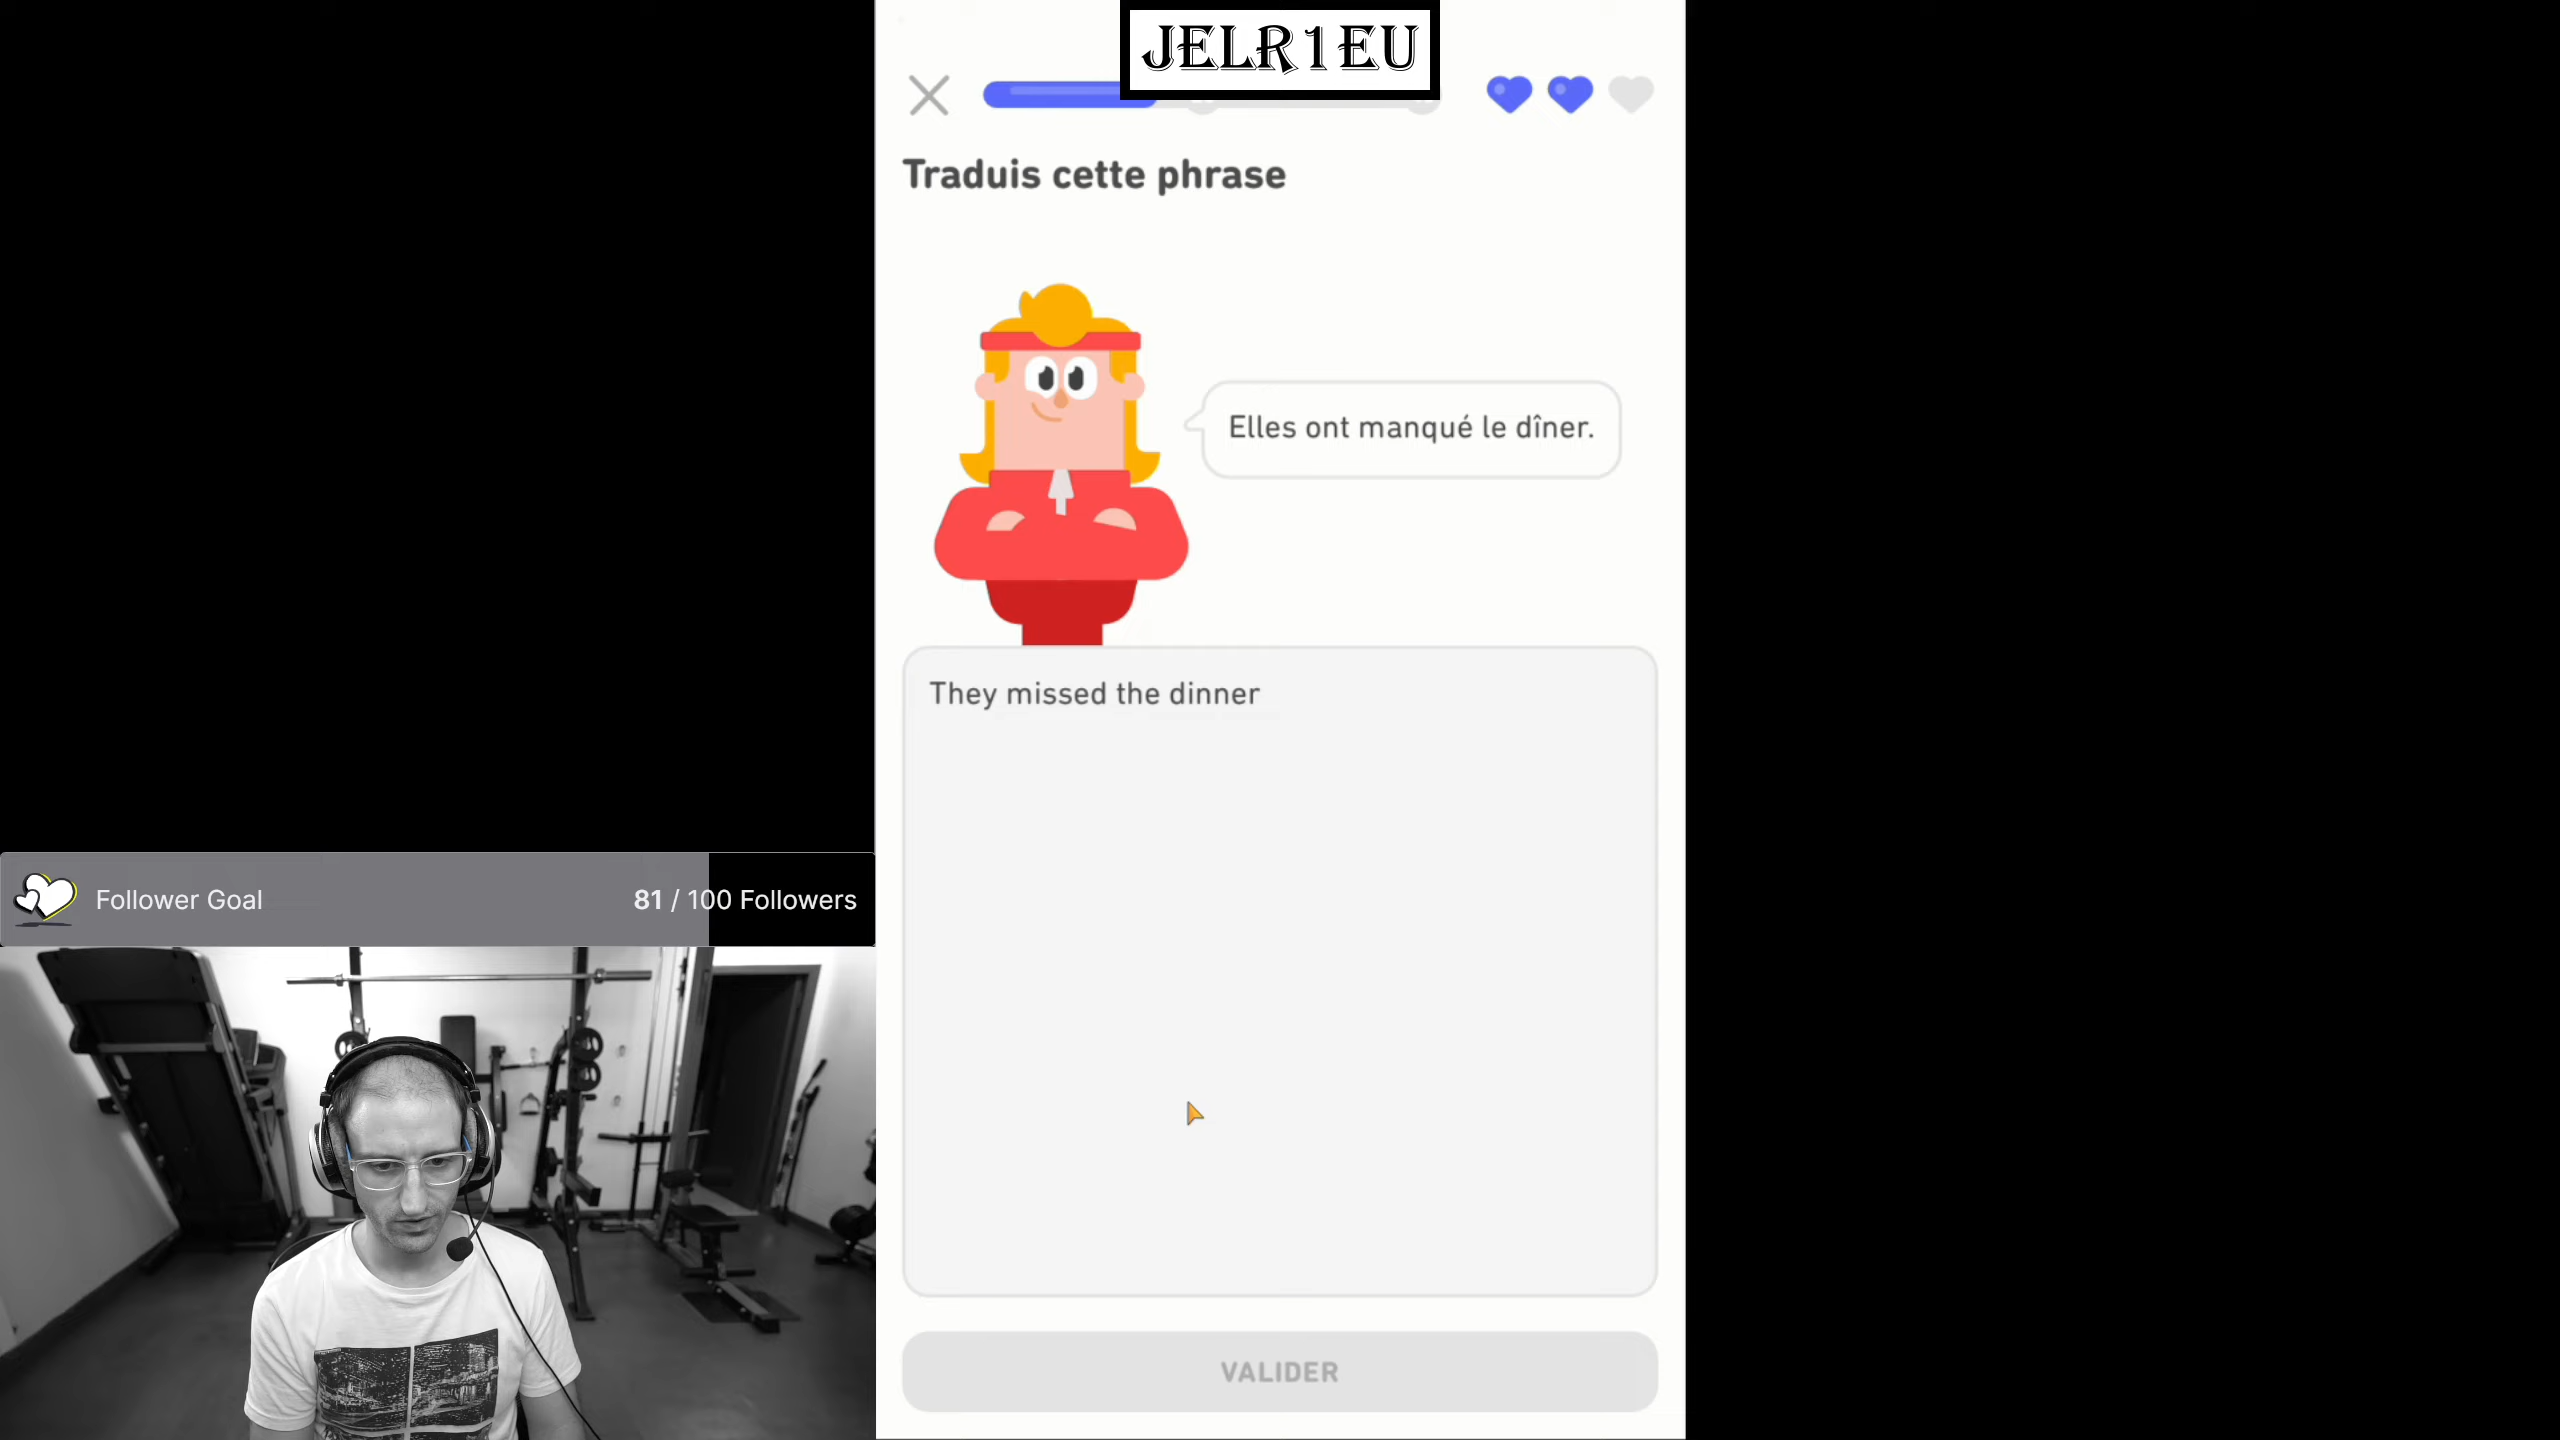 JELR1EU
Traduis cette phrase
Elles ont manqué le dîner.
They missed the dinner
Follower Goal
81 / 100 Followers
VALIDER